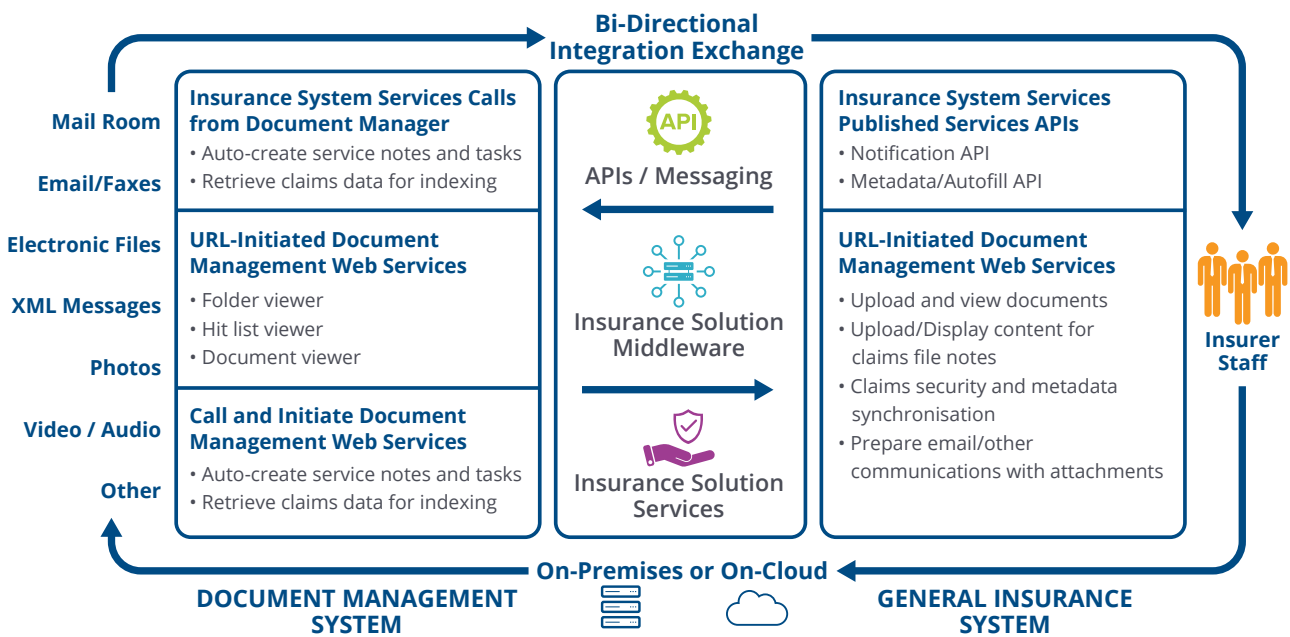 Bi-Directional
Integration Exchange
Mail Room
Email/Faxes
Electronic Files
XML Messages
Photos
Video / Audio
Other
Insurance System Services Calls
from Document Manager
• Auto-create service notes and tasks
• Retrieve claims data for indexing
URL-Initiated Document
Management Web Services
• Folder viewer
• Hit list viewer
• Document viewer
Call and Initiate Document
Management Web Services
• Auto-create service notes and tasks
• Retrieve claims data for indexing
API
APIs / Messaging
Insurance Solution
Middleware
Insurance Solution
Services
Insurance System Services
Published Services APIs
• Notification API
• Metadata/Autofill API
URL-Initiated Document
Management Web Services
• Upload and view documents
• Upload/Display content for
claims file notes
• Claims security and metadata
synchronisation
• Prepare email/other
communications with attachments
Insurer
Staff
On-Premises or On-Cloud
DOCUMENT MANAGEMENT
SYSTEM
GENERAL INSURANCE
SYSTEM